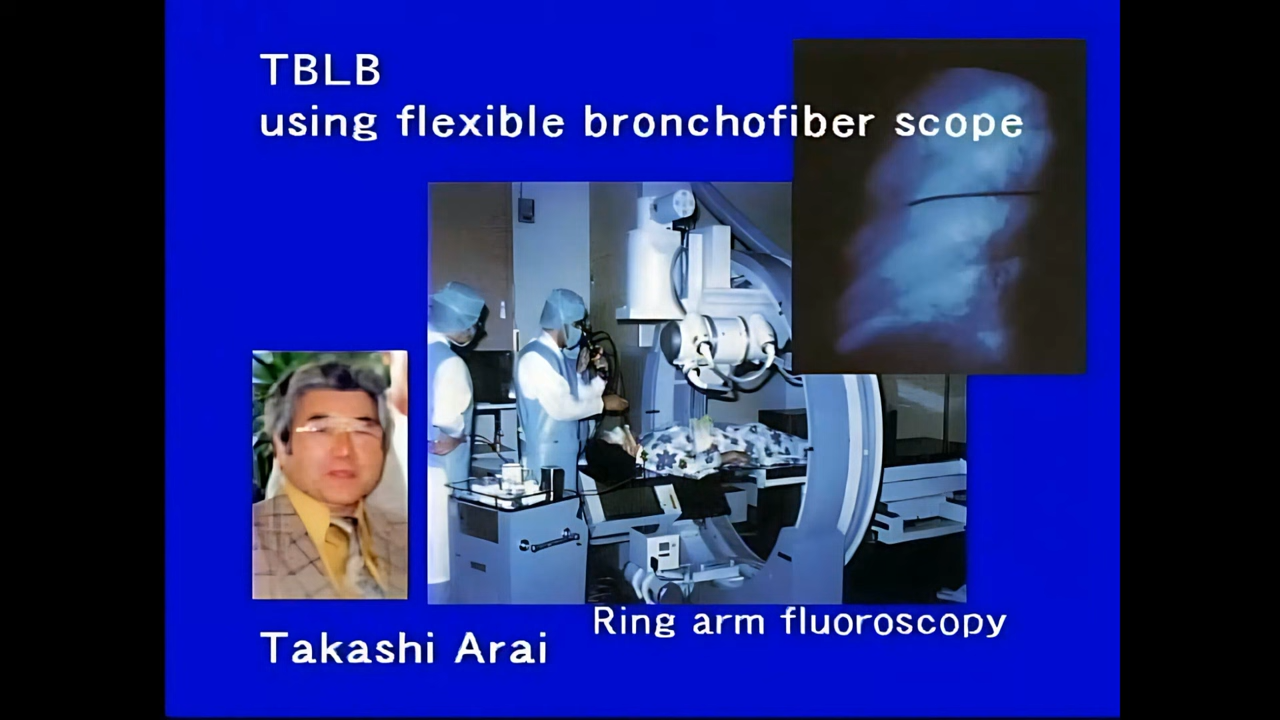 TBLB
using flexible bronchofiber scope
Ring arm fluoroscopy
Takashi Arai